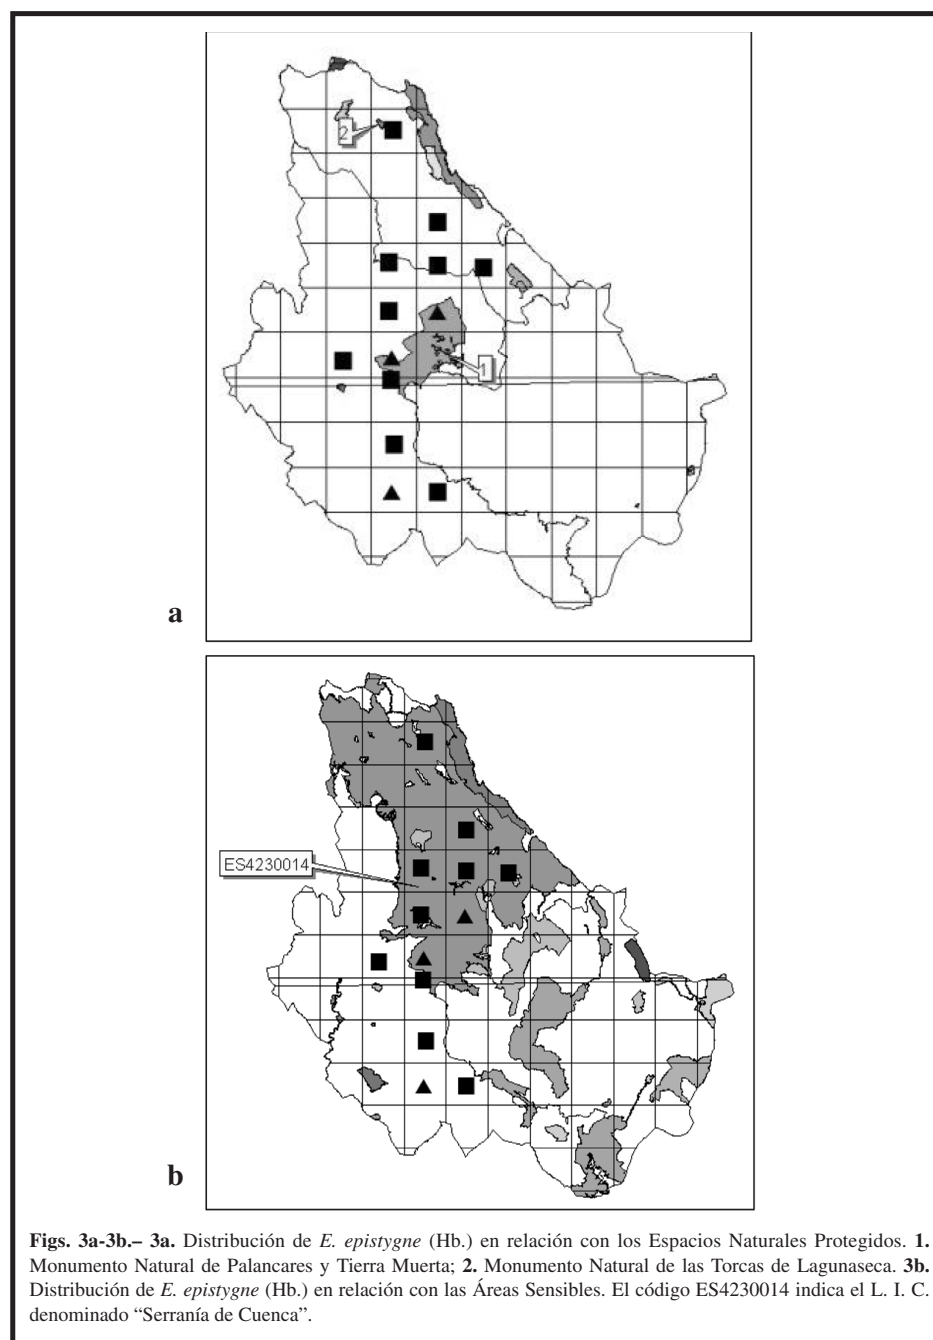 2
1
a
ES4230014
b
Figs. 3a-3b.– 3a. Distribución de E. epistygne (Hb.) en relación con los Espacios Naturales Protegidos. 1.
Monumento Natural de Palancares y Tierra Muerta; 2. Monumento Natural de las Torcas de Lagunaseca. 3b.
Distribución de E. epistygne (Hb.) en relación con las Áreas Sensibles. El código ES4230014 indica el L. I. C.
denominado “Serranía de Cuenca”.